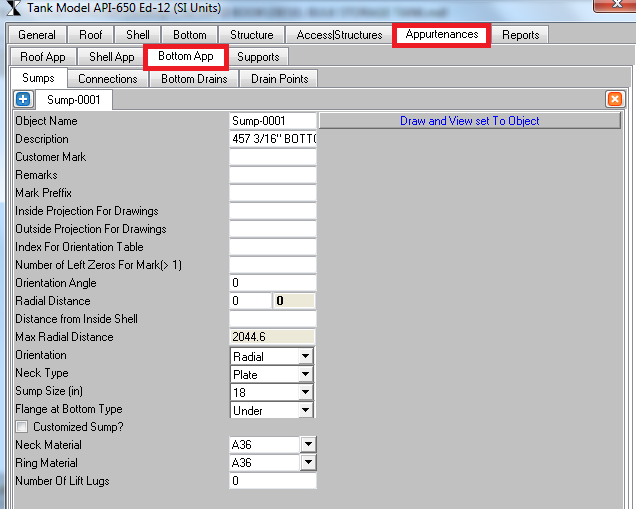 Tank Model API-650 Ed-12 (SI Units)
General Roof Shell Bottom Structure Access|Structures Appurtenances Reports
Roof App Shell App Bottom App Supports
Sumps Connections Bottom Drains Drain Points
Sump-0001
Object Name Sump-0001 Draw and View set To Object
Description 457 3/16" BOTTO
Customer Mark
Remarks
Mark Preffix
Inside Projection For Drawings
Outside Projection For Drawings
Index For Orientation Table
Number of Left Zeros For Mark(> 1)
Orientation Angle 0
Radial Distance 0 0
Distance from Inside Shell
Max Radial Distance 2044.6
Orientation Radial
Neck Type Plate
Sump Size (in) 18
Flange at Bottom Type Under
Customized Sump?
Neck Material A36
Ring Material A36
Number Of Lift Lugs 0